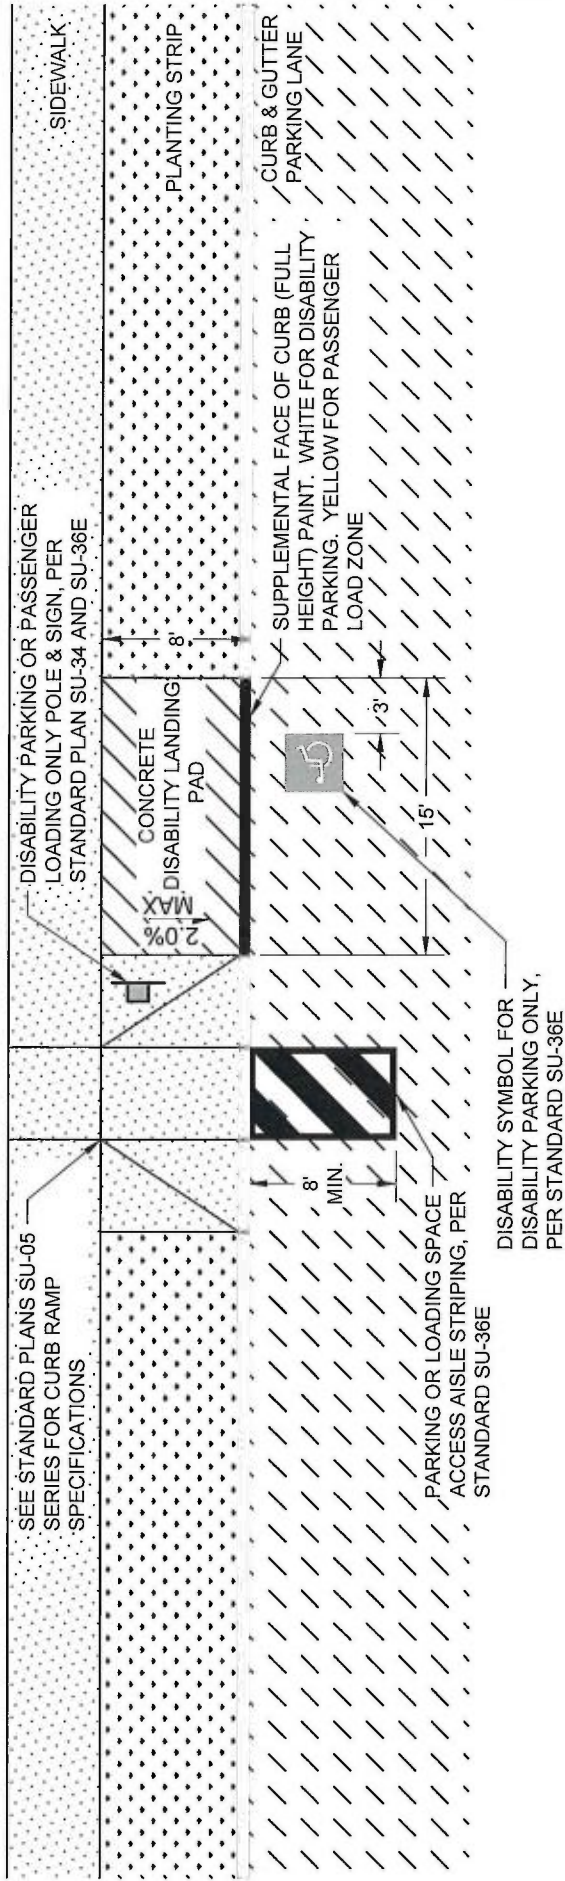 SEE STANDARD PLANS SU-05
SERIES FOR CURB RAMP
SPECIFICATIONS
DISABILITY PARKING OR PASSENGER
LOADING ONLY POLE & SIGN, PER
STANDARD PLAN SU-34 AND SU-36E
SIDEWALK
2.0%
MAX
CONCRETE
DISABILITY LANDING
PAD
8'
PLANTING STRIP
CURB & GUTTER
PARKING LANE
SUPPLEMENTAL FACE OF CURB (FULL
HEIGHT) PAINT. WHITE FOR DISABILITY
PARKING. YELLOW FOR PASSENGER
LOAD ZONE
8'
MIN.
3'
15'
PARKING OR LOADING SPACE
ACCESS AISLE STRIPING, PER
STANDARD SU-36E
DISABILITY SYMBOL FOR
DISABILITY PARKING ONLY,
PER STANDARD SU-36E